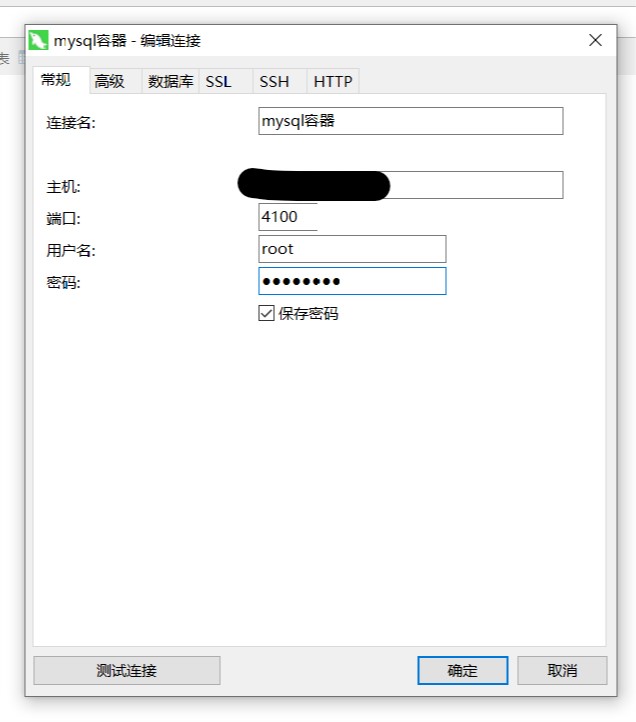 mysql容器 - 编辑连接
表
常规 高级 数据库 SSL SSH HTTP
连接名: mysql容器
主机:
端口: 4100
用户名: root
密码: ●●●●●●●●
保存密码
测试连接 确定 取消